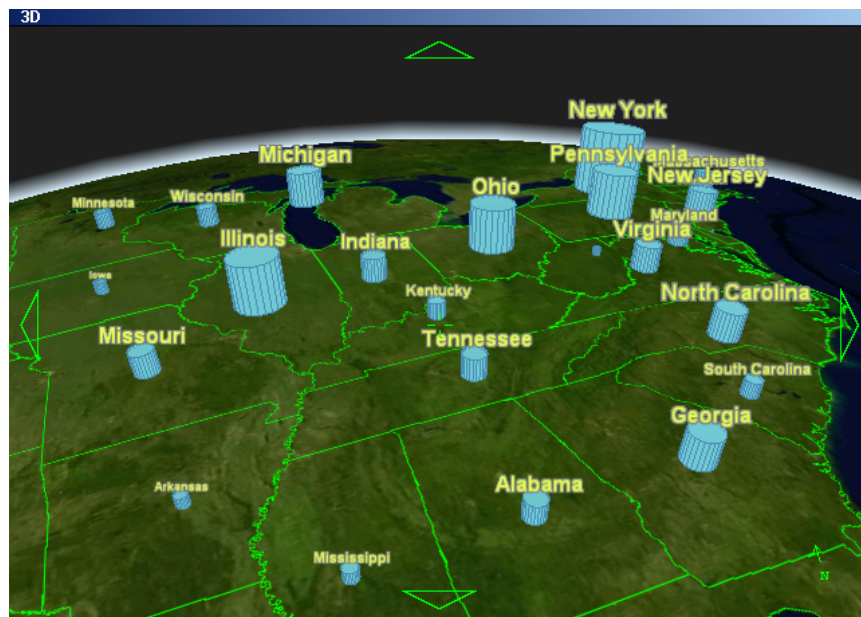 3D
New York
Michigan
Pennsylvania
Massachusetts
New Jersey
Ohio
Wisconsin
Minnesota
Maryland
Virginia
Illinois
Indiana
Iowa
Kentucky
North Carolina
Missouri
Tennessee
South Carolina
Georgia
Arkansas
Alabama
Mississippi
N